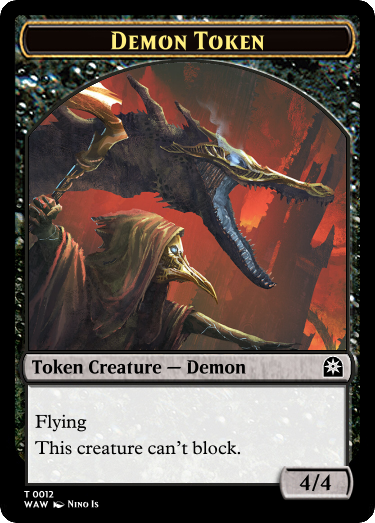 Demon Token
Token Creature — Demon
Flying
This creature can't block.
4/4
T 0012
WAW Nino Is